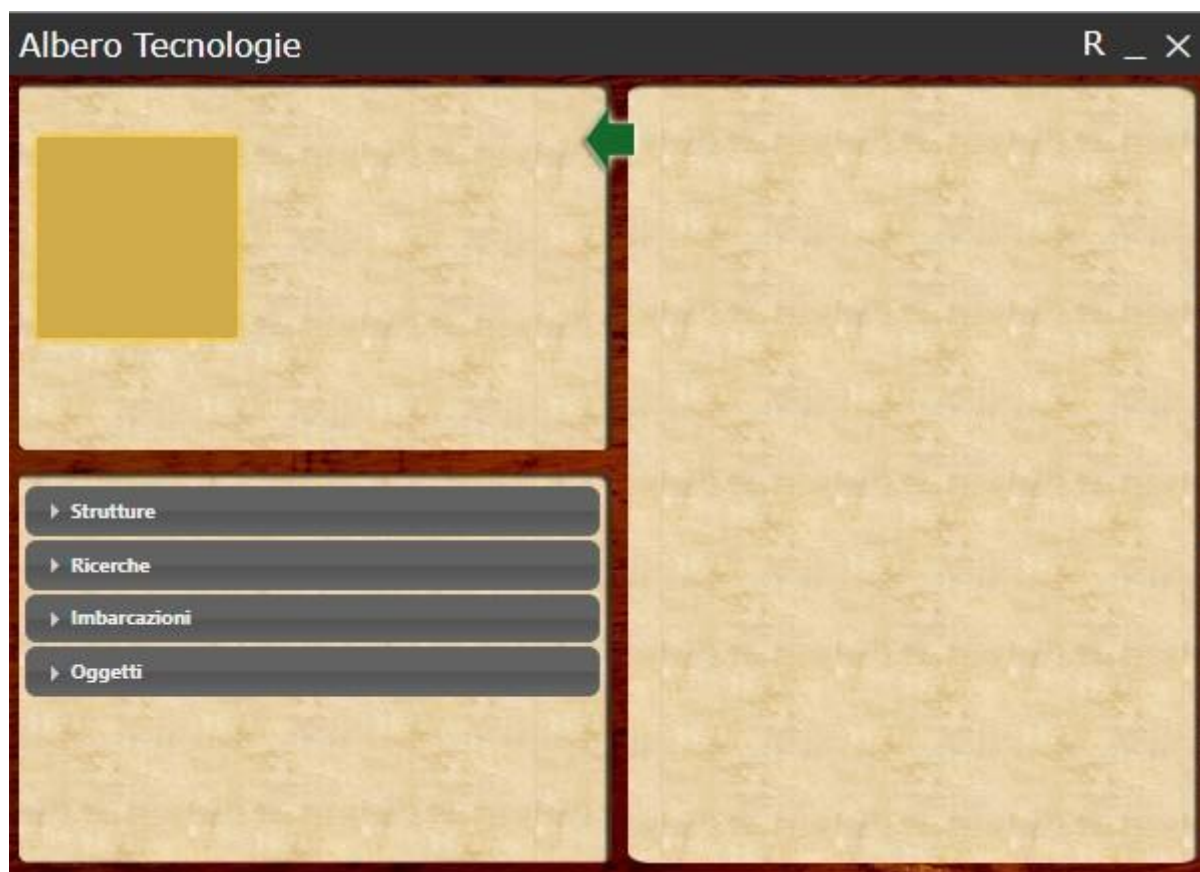 Albero Tecnologie R _ ×
Strutture
Ricerche
Imbarcazioni
Oggetti